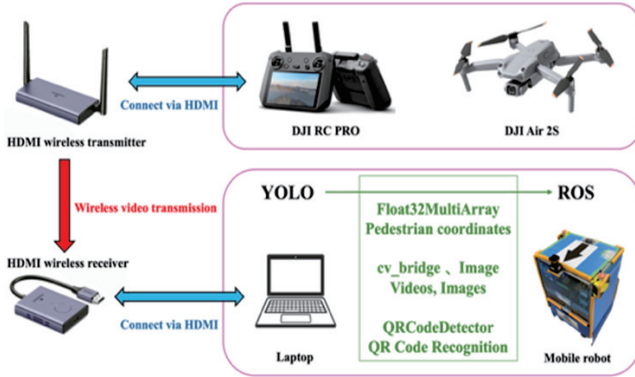 Connect via HDMI
HDMI wireless transmitter
DJI RC PRO
DJI Air 2S
Wireless video transmission
YOLO
ROS
Float32MultiArray
Pedestrian coordinates
HDMI wireless receiver
cv_bridge 、Image
Videos, Images
Connect via HDMI
QRCodeDetector
QR Code Recognition
Laptop
Mobile robot